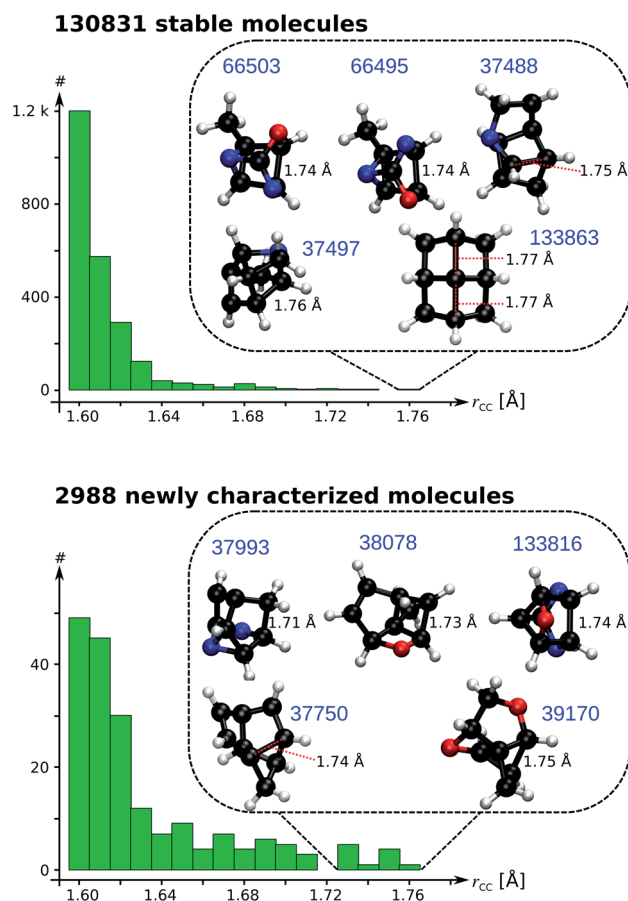 130831 stable molecules
#
66503 66495 37488
1.2 k
1.74 Å 1.74 Å 1.75 Å
800
37497 133863
1.77 Å
400
1.76 Å 1.77 Å
0
1.60 1.64 1.68 1.72 1.76 rCC [Å]
2988 newly characterized molecules
#
37993 38078 133816
1.71 Å 1.73 Å 1.74 Å
40
37750 39170
20
1.74 Å 1.75 Å
0
1.60 1.64 1.68 1.72 1.76 rCC [Å]